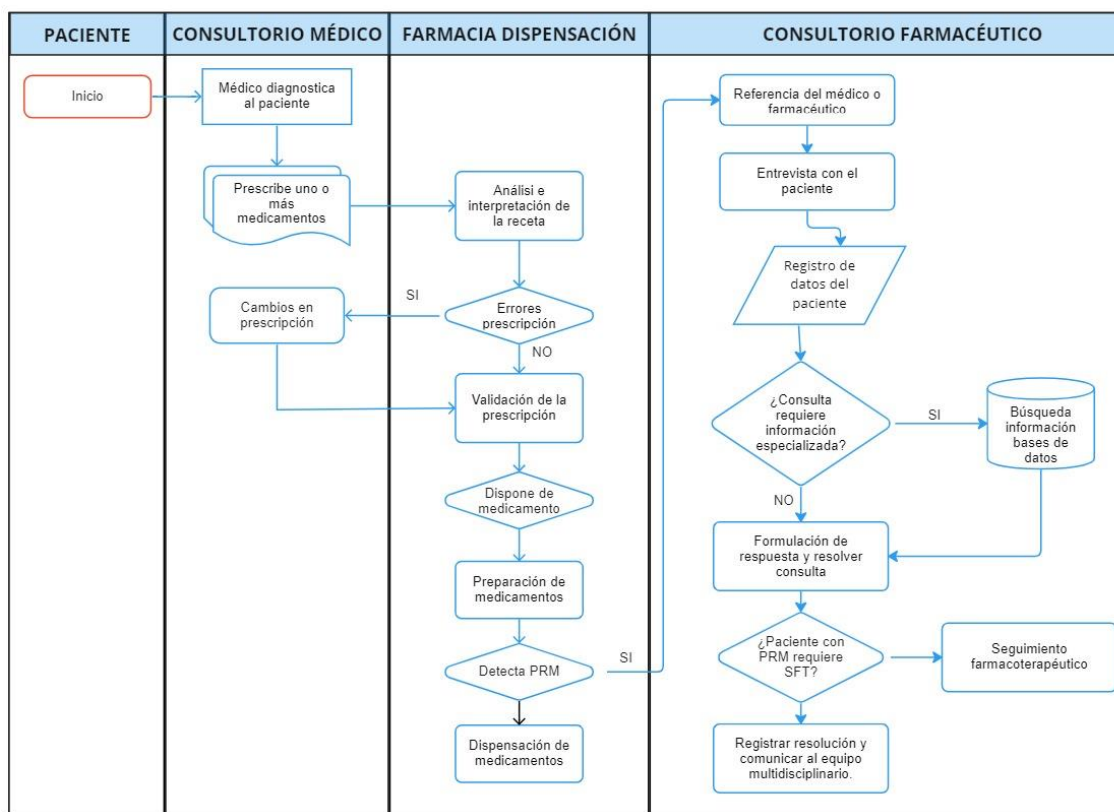 PACIENTE
CONSULTORIO MÉDICO
FARMACIA DISPENSACIÓN
CONSULTORIO FARMACÉUTICO
Inicio
Médico diagnostica
al paciente
Prescribe uno o
más
medicamentos
Cambios en
prescripción
Análisi e
interpretación de
la receta
SI
Errores
prescripción
NO
Validación de la
prescripción
Dispone de
medicamento
Preparación de
medicamentos
Detecta PRM
SI
Dispensación de
medicamentos
Referencia del médico o
farmacéutico
Entrevista con el
paciente
Registro de
datos del
paciente
¿Consulta
requiere
información
especializada?
SI
Búsqueda
información
bases de
datos
NO
Formulación de
respuesta y resolver
consulta
¿Paciente con
PRM requiere
SFT?
Seguimiento
farmacoterapéutico
Registrar resolución y
comunicar al equipo
multidisciplinario.